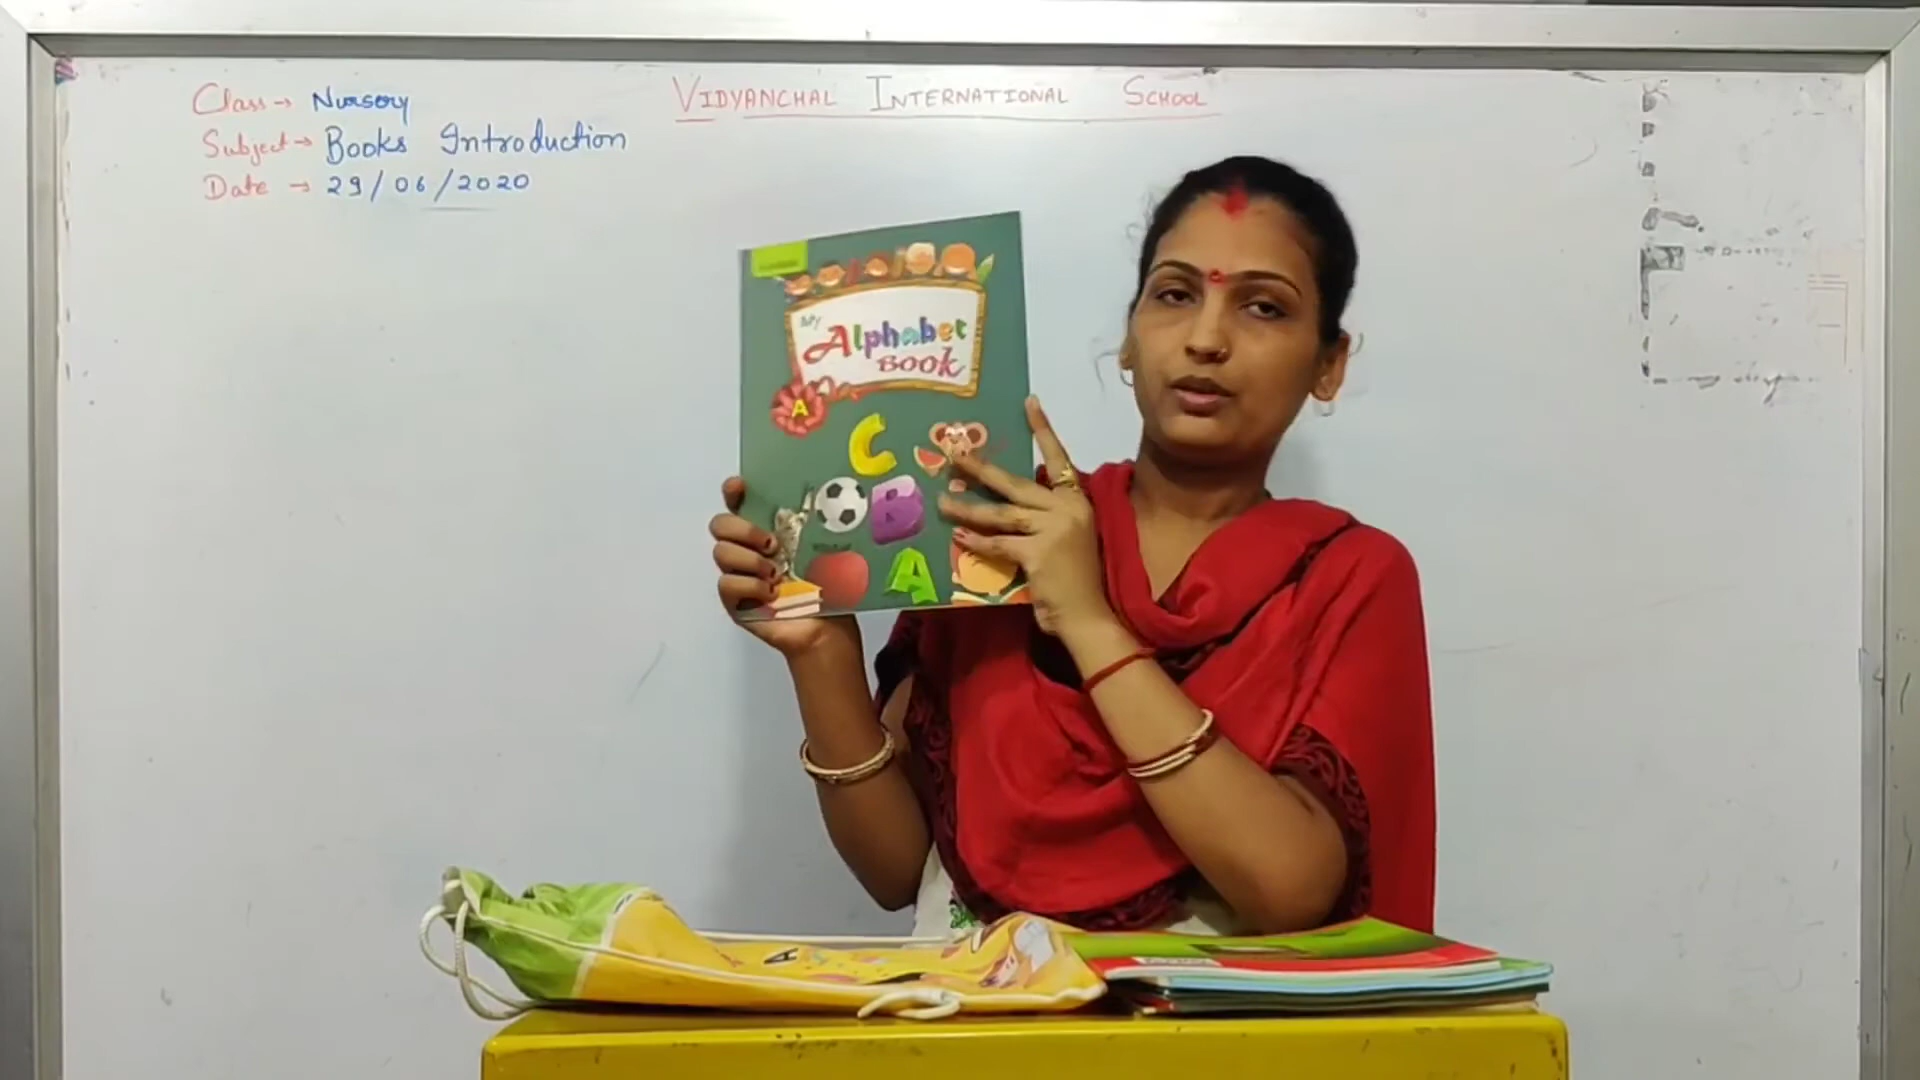 Class → Nursery
Subject → Books Introduction
Date → 29/06/2020
VIDYANCHAL INTERNATIONAL SCHOOL
My
Alphabet
Book
A
C
B
A
A